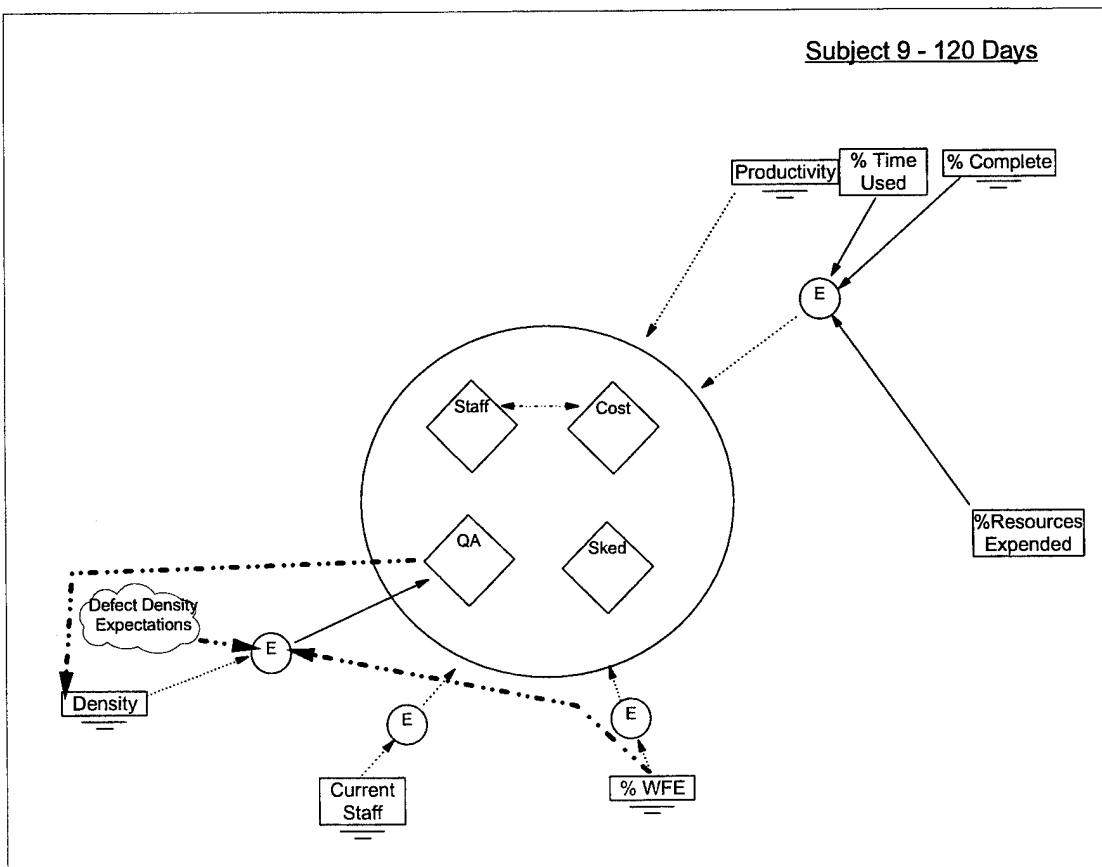 Subject 9 - 120 Days
Productivity
% Time
Used
% Complete
E
Staff
Cost
%Resources
Expended
QA
Sked
Defect Density
Expectations
E
Density
E
E
Current
Staff
% WFE